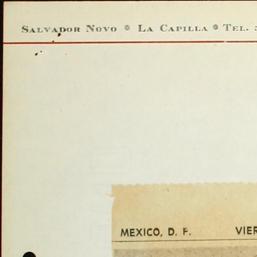 SALVADOR NOVO * LA CAPILLA * TEL.
MEXICO, D. F.